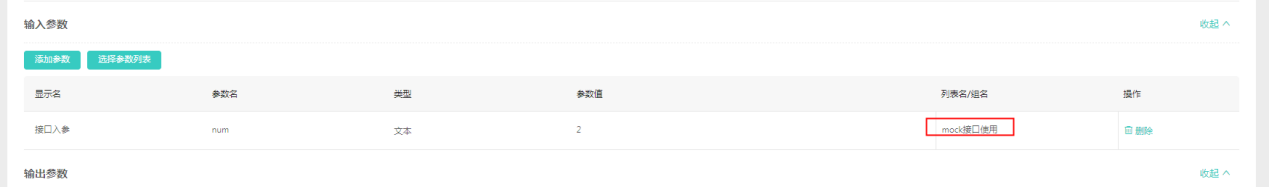 输入参数 收起
添加参数 选择参数列表
显示名 参数名 类型 参数值 列表名/组名 操作
接口入参 num 文本 2 mock接口使用 删除
输出参数 收起